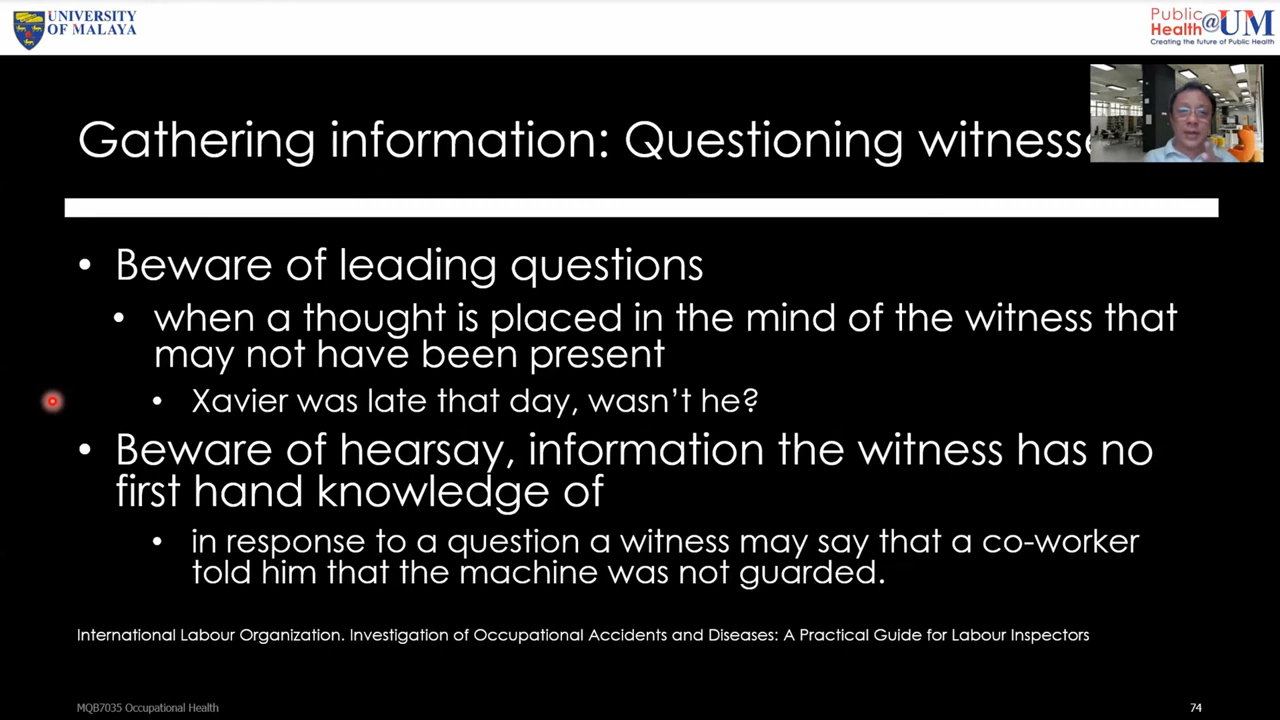 UNIVERSITY
OF MALAYA
Public
Health@UM
Creating the future of Public Health
Gathering information: Questioning
• Beware of leading questions
• when a thought is placed in the mind of the witness that
may not have been present
• Xavier was late that day, wasn't he?
• Beware of hearsay, information the witness has no
first hand knowledge of
• in response to a question a witness may say that a co-worker
told him that the machine was not guarded.
International Labour Organization. Investigation of Occupational Accidents and Diseases: A Practical Guide for Labour Inspectors
MQB7035 Occupational Health
74